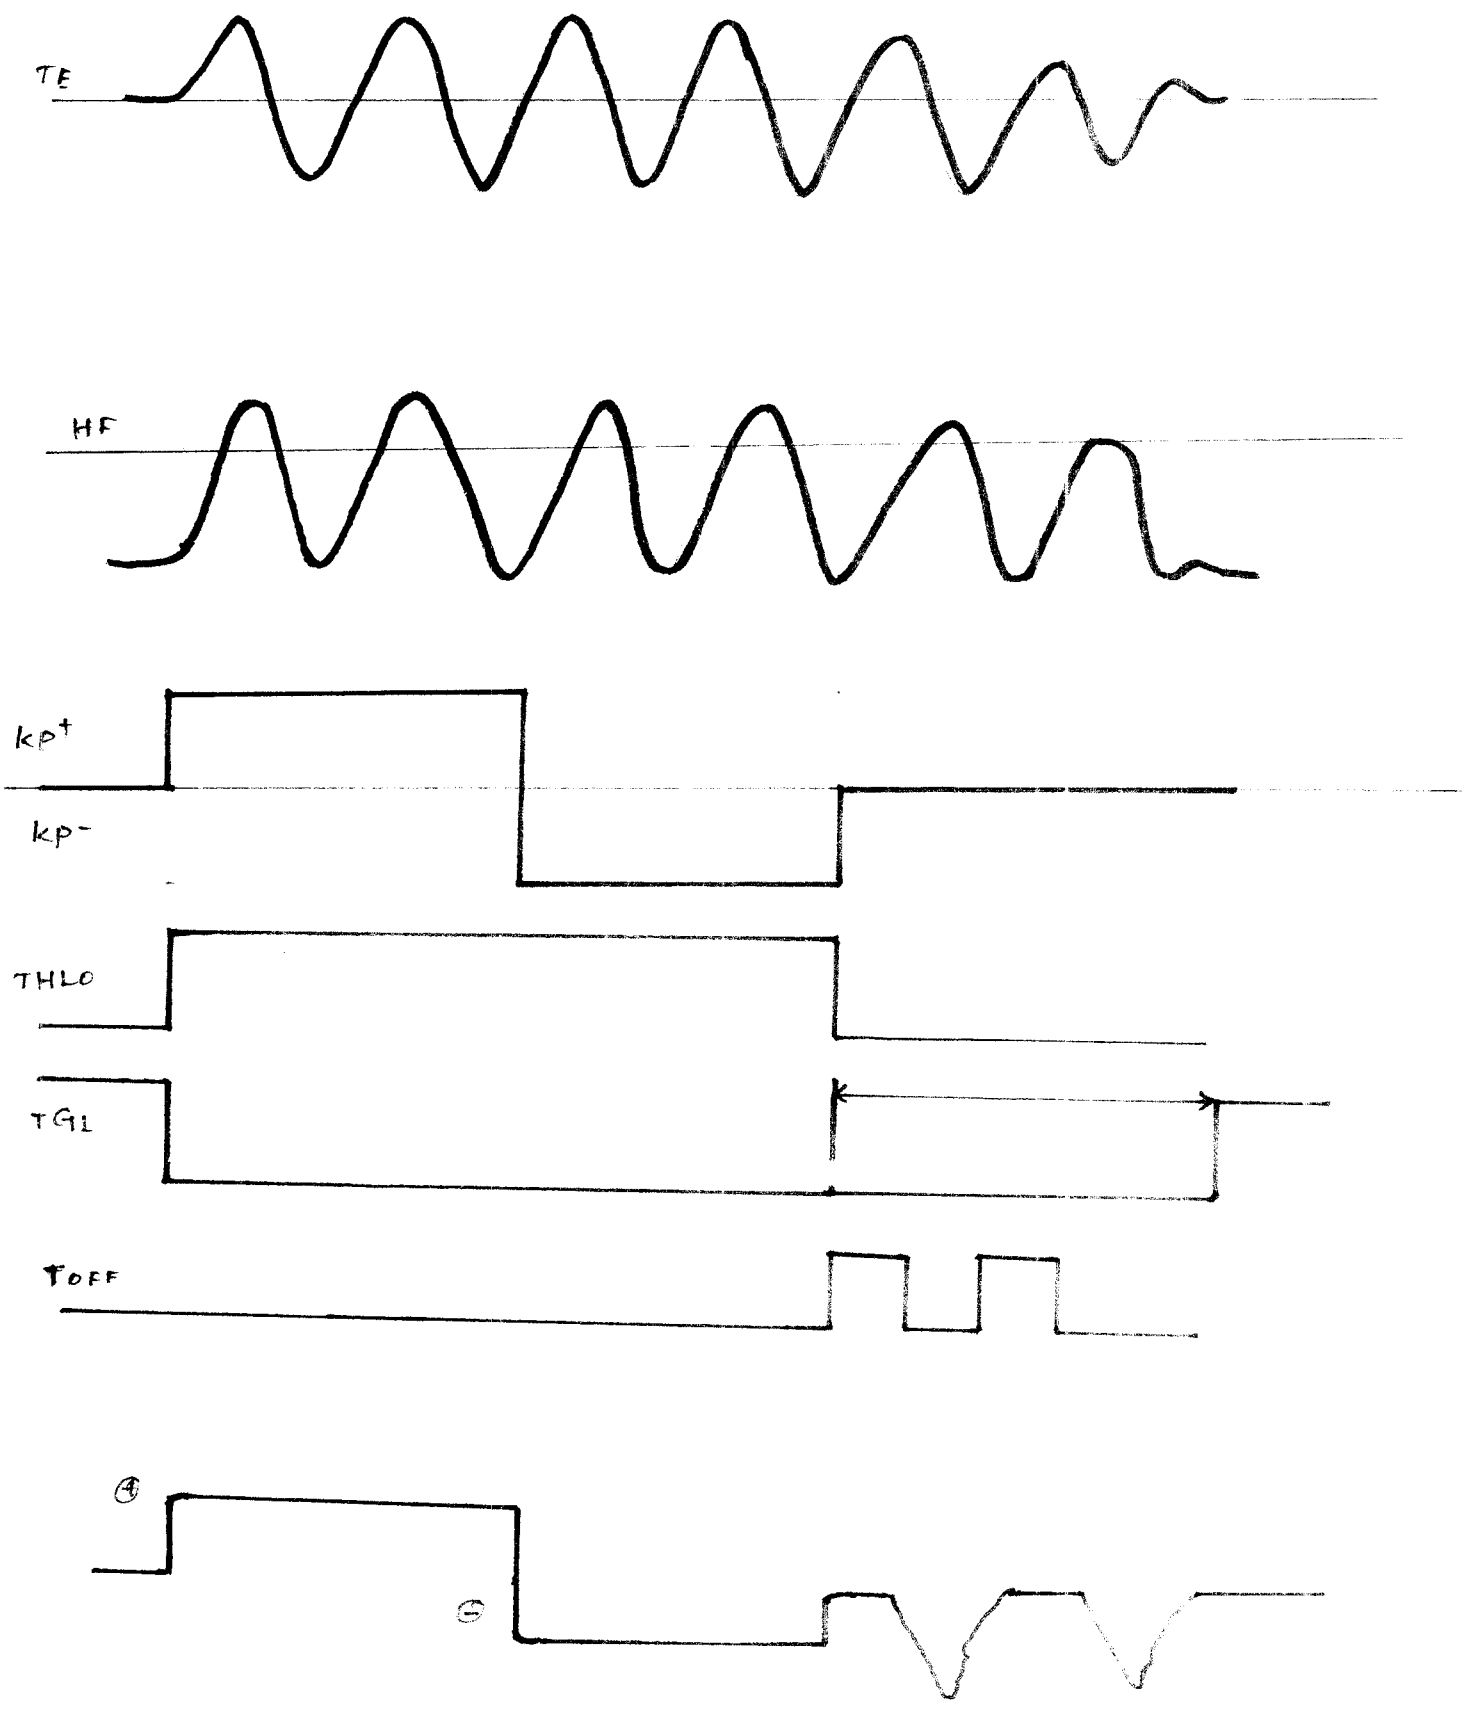 TE
HF
kp+
kp-
THLO
TG1
TOFF
+
-